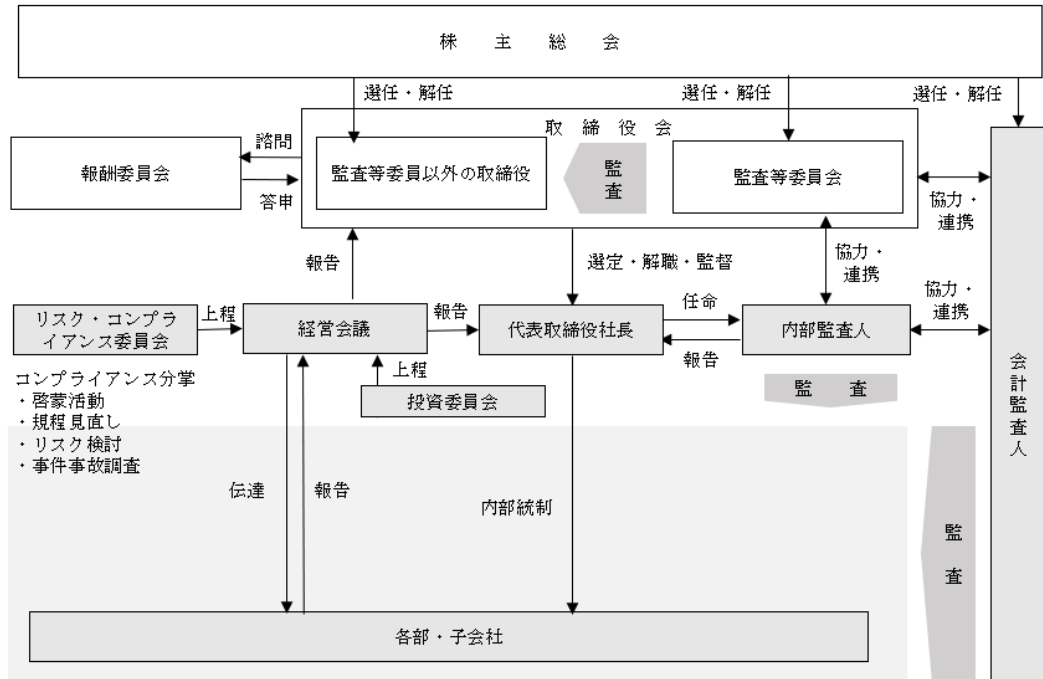 株主総会
選任・解任
選任・解任
選任・解任
取締役会
報酬委員会
諮問
答申
監査等委員以外の取締役
監査
監査等委員会
協力・
連携
報告
選定・解職・監督
協力・
連携
協力・
連携
リスク・コンプラ
イアンス委員会
上程
経営会議
報告
代表取締役社長
任命
報告
内部監査人
会計監査人
コンプライアンス分掌
・啓蒙活動
・規程見直し
・リスク検討
・事件事故調査
上程
投資委員会
監査
伝達
報告
内部統制
監査
各部・子会社